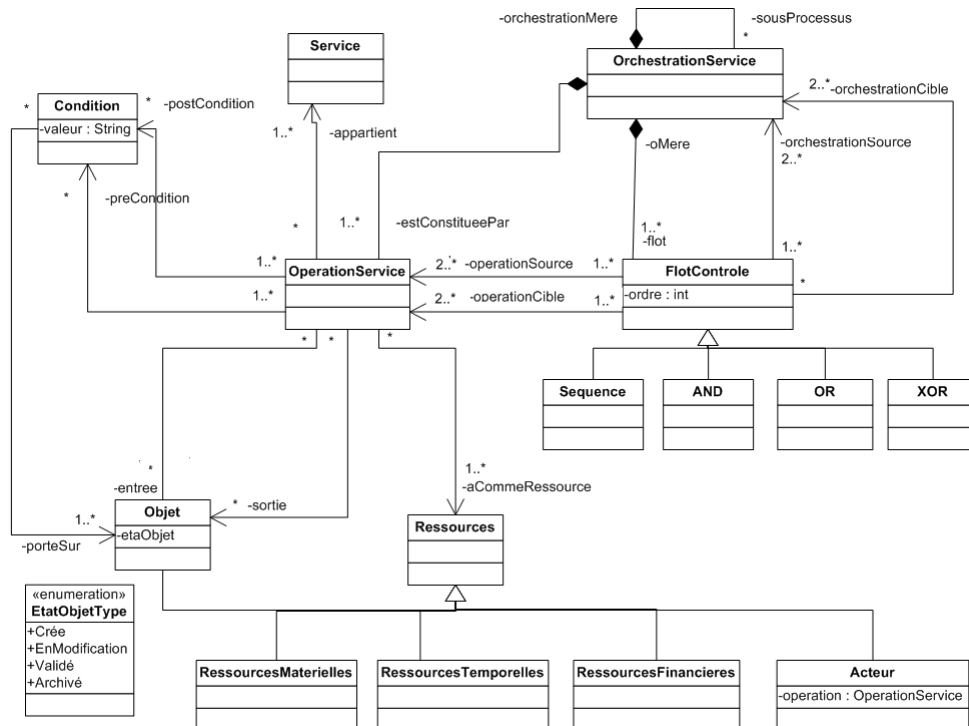 -orchestrationMere
-sousProcessus
*
Service
OrchestrationService
Condition
-valeur : String
*
*
-postCondition
2..*
-orchestrationCible
1..*
-appartient
-oMere
-orchestrationSource
2..*
*
-preCondition
1..*
-estConstitueePar
*
1..*
-flot
1..*
1..*
OperationService
2..*
-operationSource
1..*
FlotControle
-ordre : int
*
1..*
2..*
-operationCible
1..*
*
*
*
Sequence
AND
OR
XOR
*
-entree
1..*
-aCommeRessource
*
-sortie
Objet
-etaObjet
1..*
-porteSur
Ressources
«enumeration»
EtatObjetType
+Crée
+EnModification
+Validé
+Archivé
RessourcesMaterielles
RessourcesTemporelles
RessourcesFinancieres
Acteur
-operation : OperationService